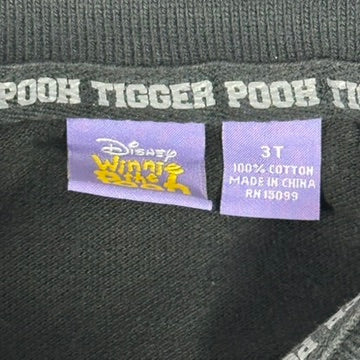 POOH TIGGER POOH TI
Disney
Winnie
the
Pooh
3T
100% COTTON
MADE IN CHINA
RN 15099